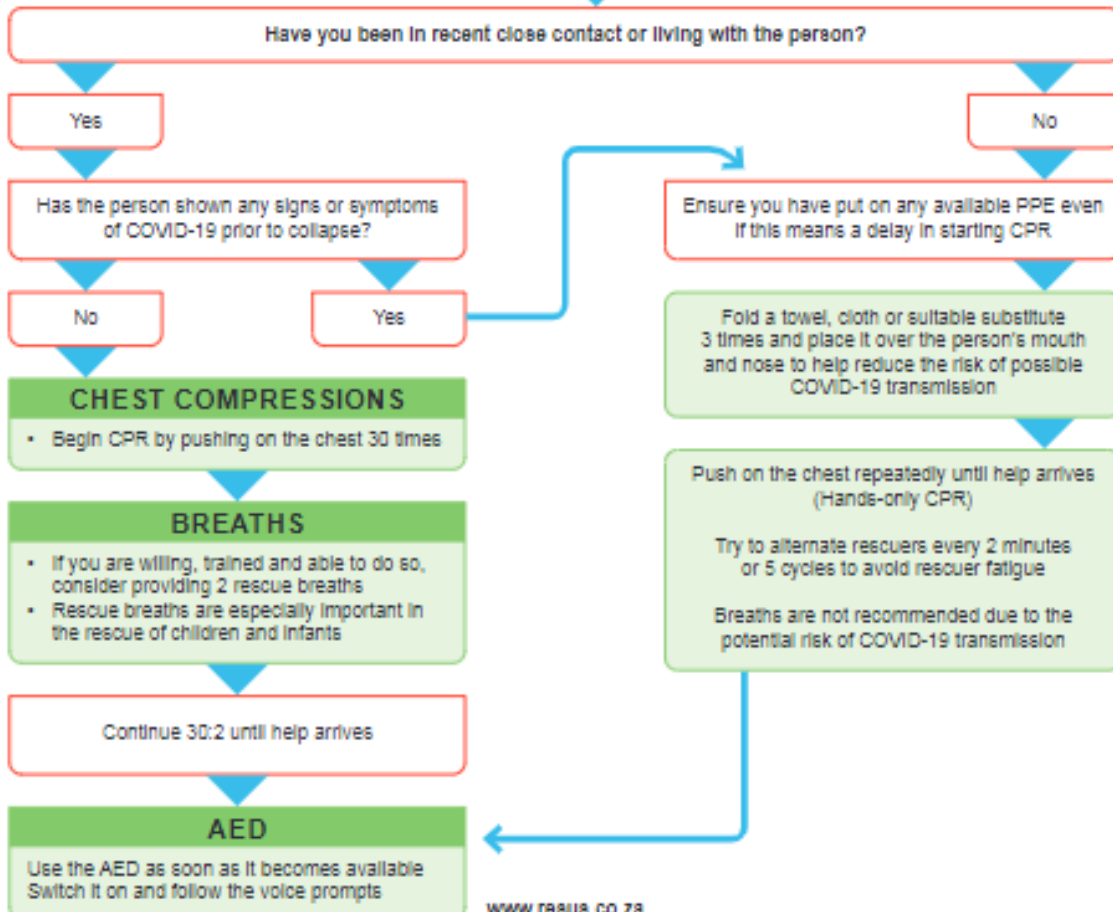 Have you been in recent close contact or living with the person?
Yes
No
Has the person shown any signs or symptoms
of COVID-19 prior to collapse?
Ensure you have put on any available PPE even
if this means a delay in starting CPR
No
Yes
Fold a towel, cloth or suitable substitute
3 times and place it over the person's mouth
and nose to help reduce the risk of possible
COVID-19 transmission
CHEST COMPRESSIONS
• Begin CPR by pushing on the chest 30 times
Push on the chest repeatedly until help arrives
(Hands-only CPR)
Try to alternate rescuers every 2 minutes
or 5 cycles to avoid rescuer fatigue
Breaths are not recommended due to the
potential risk of COVID-19 transmission
BREATHS
• If you are willing, trained and able to do so,
consider providing 2 rescue breaths
• Rescue breaths are especially important in
the rescue of children and infants
Continue 30:2 until help arrives
AED
Use the AED as soon as it becomes available
Switch it on and follow the voice prompts
www.resus.co.za